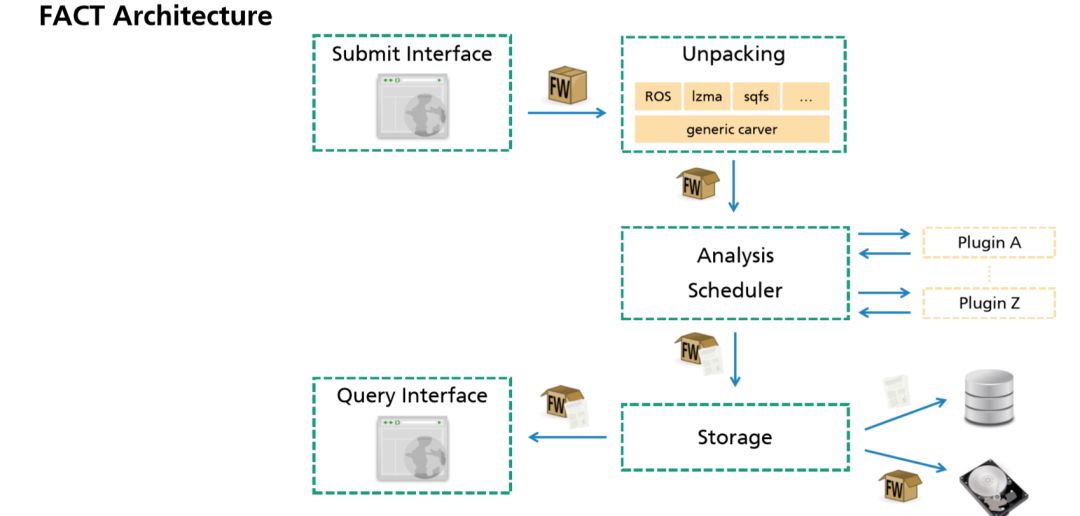 FACT Architecture
Submit Interface
FW
Unpacking
ROS lzma sqfs ...
generic carver
FW
Analysis
Scheduler
Plugin A
Plugin Z
FW
Query Interface
FW
Storage
FW